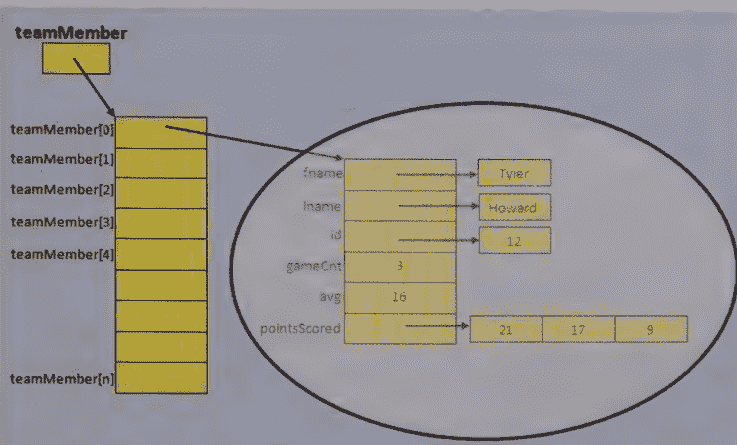 teamMember
teamMember[0]
teamMember[1]
teamMember[2]
teamMember[3]
teamMember[4]
teamMember[n]
fname
Tyler
lname
Howard
id
12
gameCnt
3
avg
16
pointsScored
21 17 9